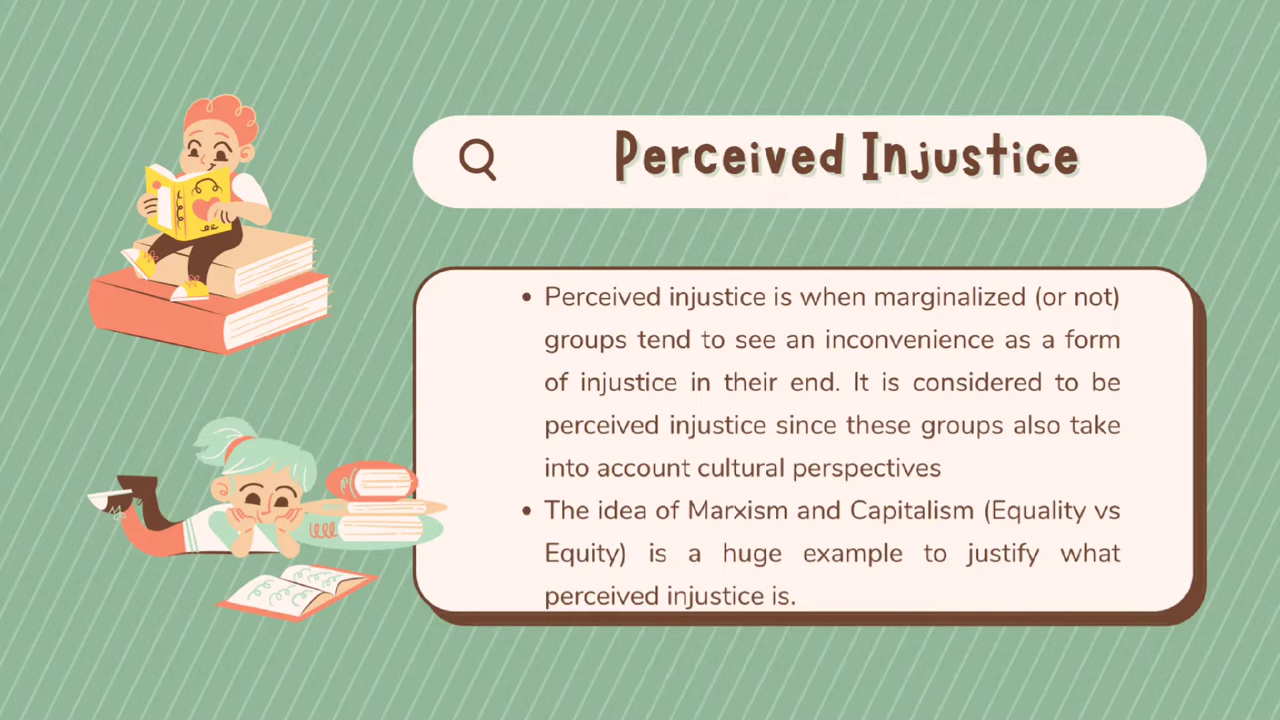 Perceived Injustice
• Perceived injustice is when marginalized (or not)
groups tend to see an inconvenience as a form
of injustice in their end. It is considered to be
perceived injustice since these groups also take
into account cultural perspectives
• The idea of Marxism and Capitalism (Equality vs
Equity) is a huge example to justify what
perceived injustice is.